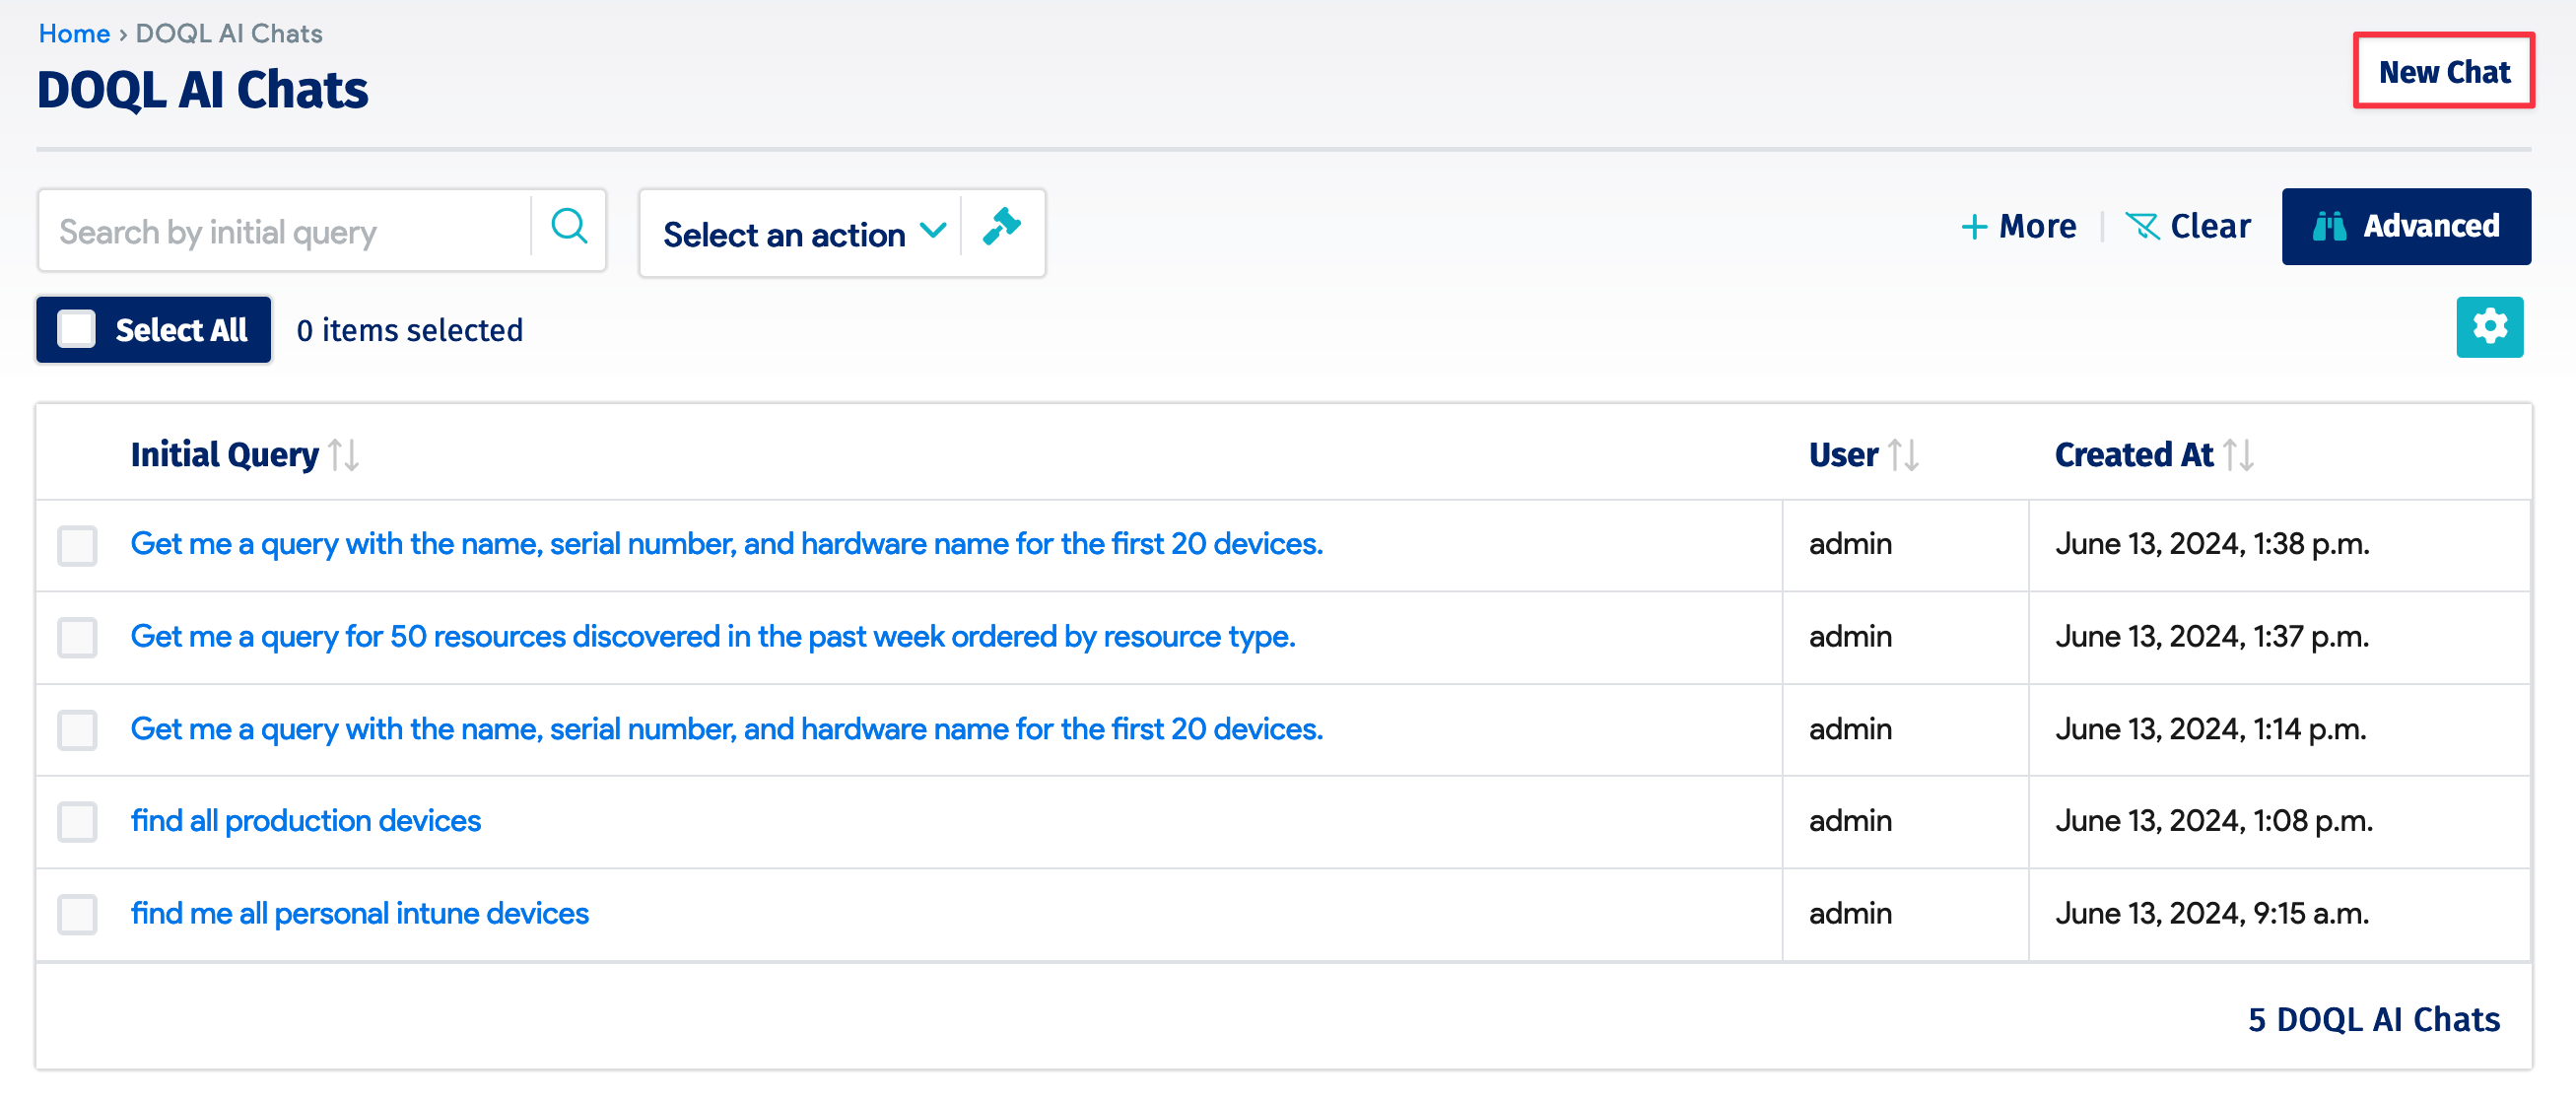 Home › DOQL AI Chats
DOQL AI Chats
New Chat
Search by initial query
Select an action
More
Clear
Advanced
Select All
0 items selected
Initial Query
User
Created At
Get me a query with the name, serial number, and hardware name for the first 20 devices.
admin
June 13, 2024, 1:38 p.m.
Get me a query for 50 resources discovered in the past week ordered by resource type.
admin
June 13, 2024, 1:37 p.m.
Get me a query with the name, serial number, and hardware name for the first 20 devices.
admin
June 13, 2024, 1:14 p.m.
find all production devices
admin
June 13, 2024, 1:08 p.m.
find me all personal intune devices
admin
June 13, 2024, 9:15 a.m.
5 DOQL AI Chats